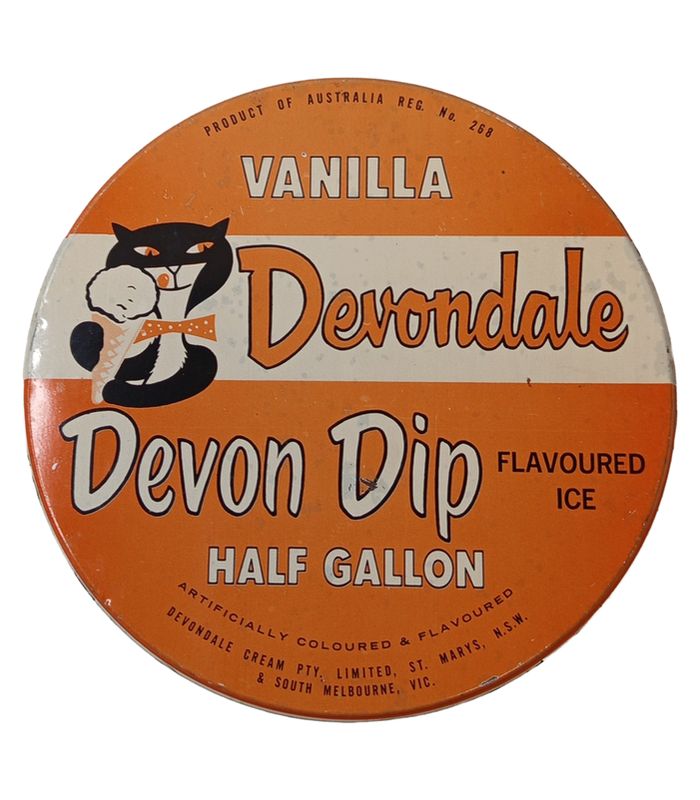 PRODUCT OF AUSTRALIA REG. No. 268
VANILLA
Devondale
Devon Dip
FLAVOURED
ICE
HALF GALLON
ARTIFICIALLY COLOURED & FLAVOURED
DEVONDALE CREAM PTY. LIMITED, ST. MARYS, N.S.W.
& SOUTH MELBOURNE, VIC.